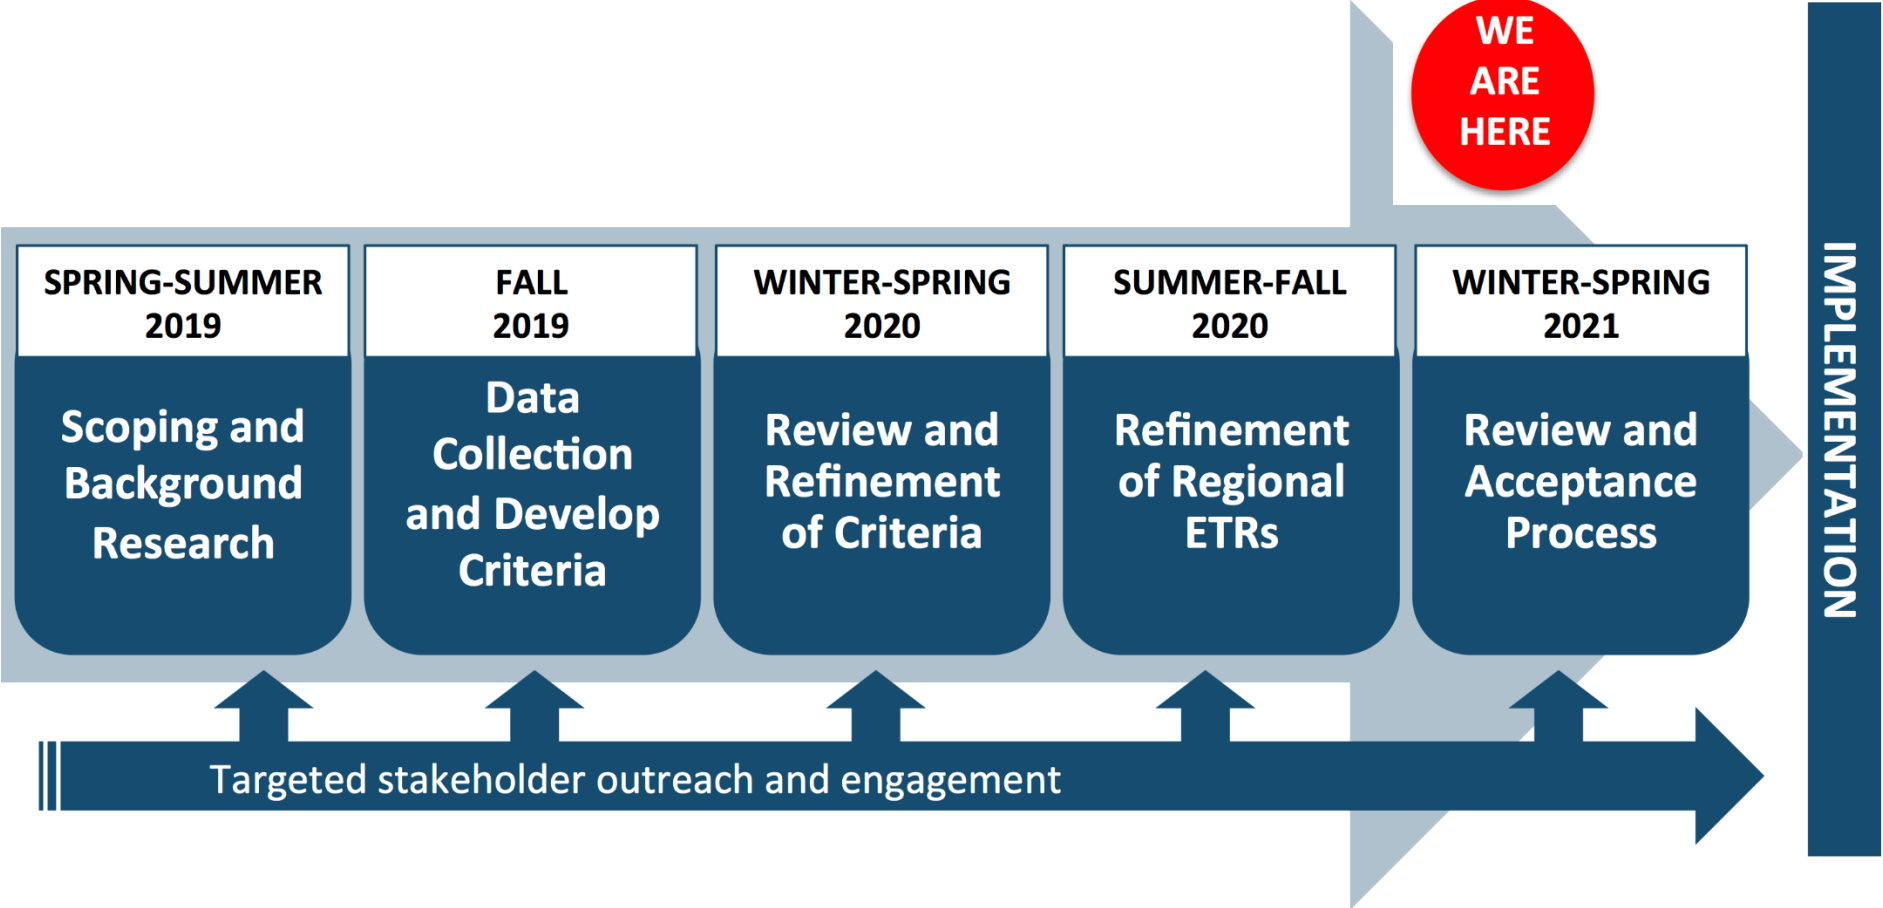 WE
ARE
HERE
SPRING-SUMMER
2019
Scoping and
Background
Research
FALL
2019
Data
Collection
and Develop
Criteria
WINTER-SPRING
2020
Review and
Refinement
of Criteria
SUMMER-FALL
2020
Refinement
of Regional
ETRs
WINTER-SPRING
2021
Review and
Acceptance
Process
IMPLEMENTATION
Targeted stakeholder outreach and engagement